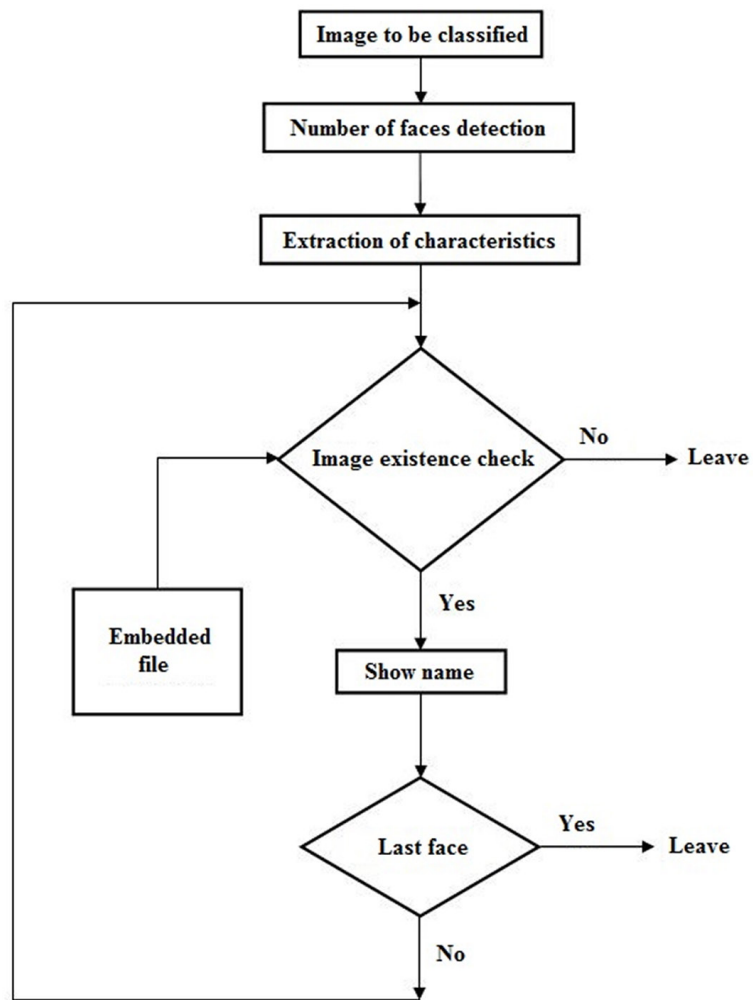 Image to be classified
Number of faces detection
Extraction of characteristics
Image existence check
No
Leave
Yes
Embedded
file
Show name
Last face
Yes
Leave
No